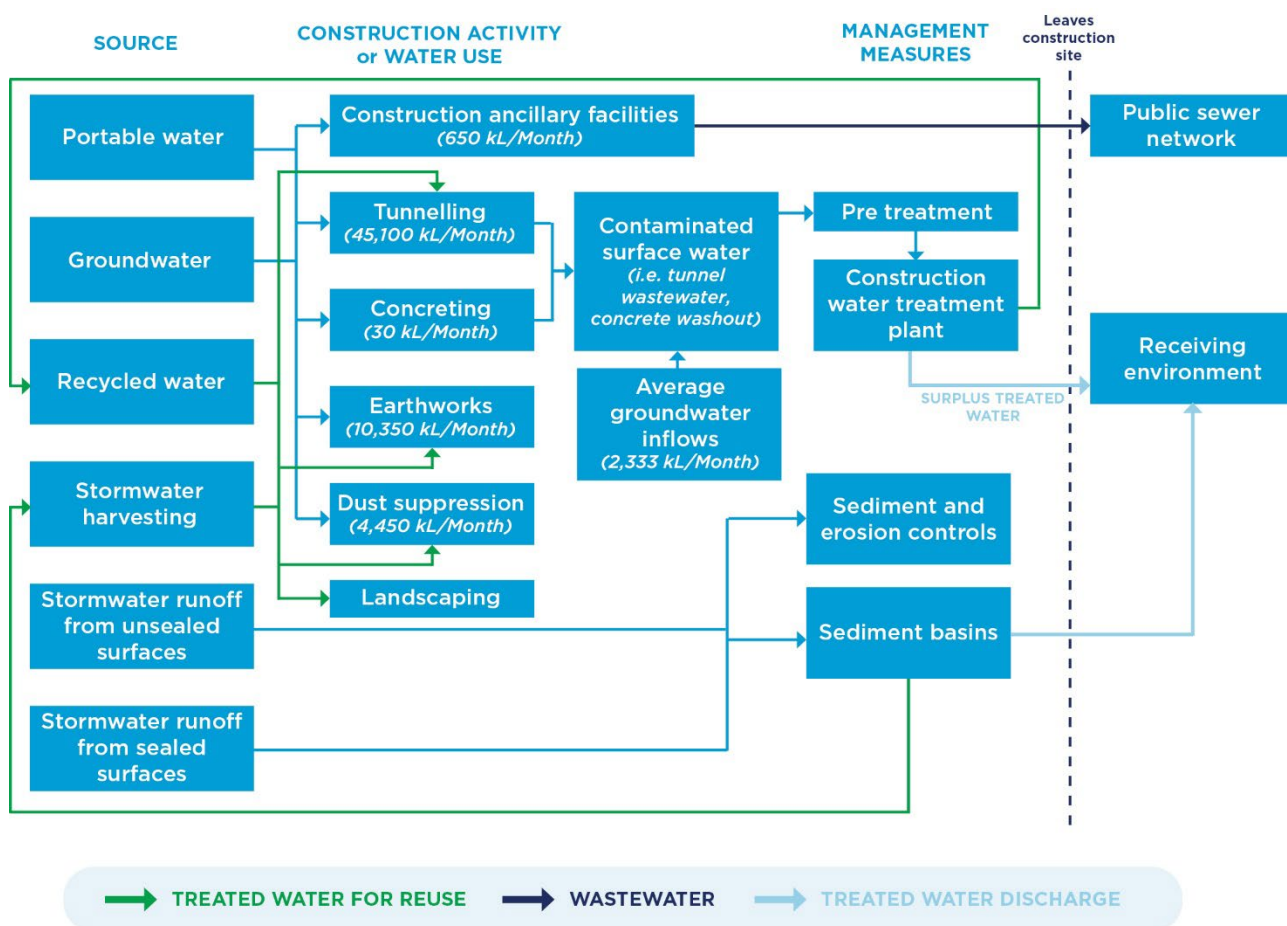 SOURCE
CONSTRUCTION ACTIVITY
or WATER USE
MANAGEMENT
MEASURES
Leaves
construction
site
Portable water
Groundwater
Recycled water
Stormwater
harvesting
Stormwater runoff
from unsealed
surfaces
Stormwater runoff
from sealed
surfaces
Construction ancillary facilities
(650 kL/Month)
Tunnelling
(45,100 kL/Month)
Concreting
(30 kL/Month)
Earthworks
(10,350 kL/Month)
Dust suppression
(4,450 kL/Month)
Landscaping
Contaminated
surface water
(i.e. tunnel
wastewater,
concrete washout)
Average
groundwater
inflows
(2,333 kL/Month)
Pre treatment
Construction
water treatment
plant
SURPLUS TREATED
WATER
Sediment and
erosion controls
Sediment basins
Public sewer
network
Receiving
environment
TREATED WATER FOR REUSE
WASTEWATER
TREATED WATER DISCHARGE